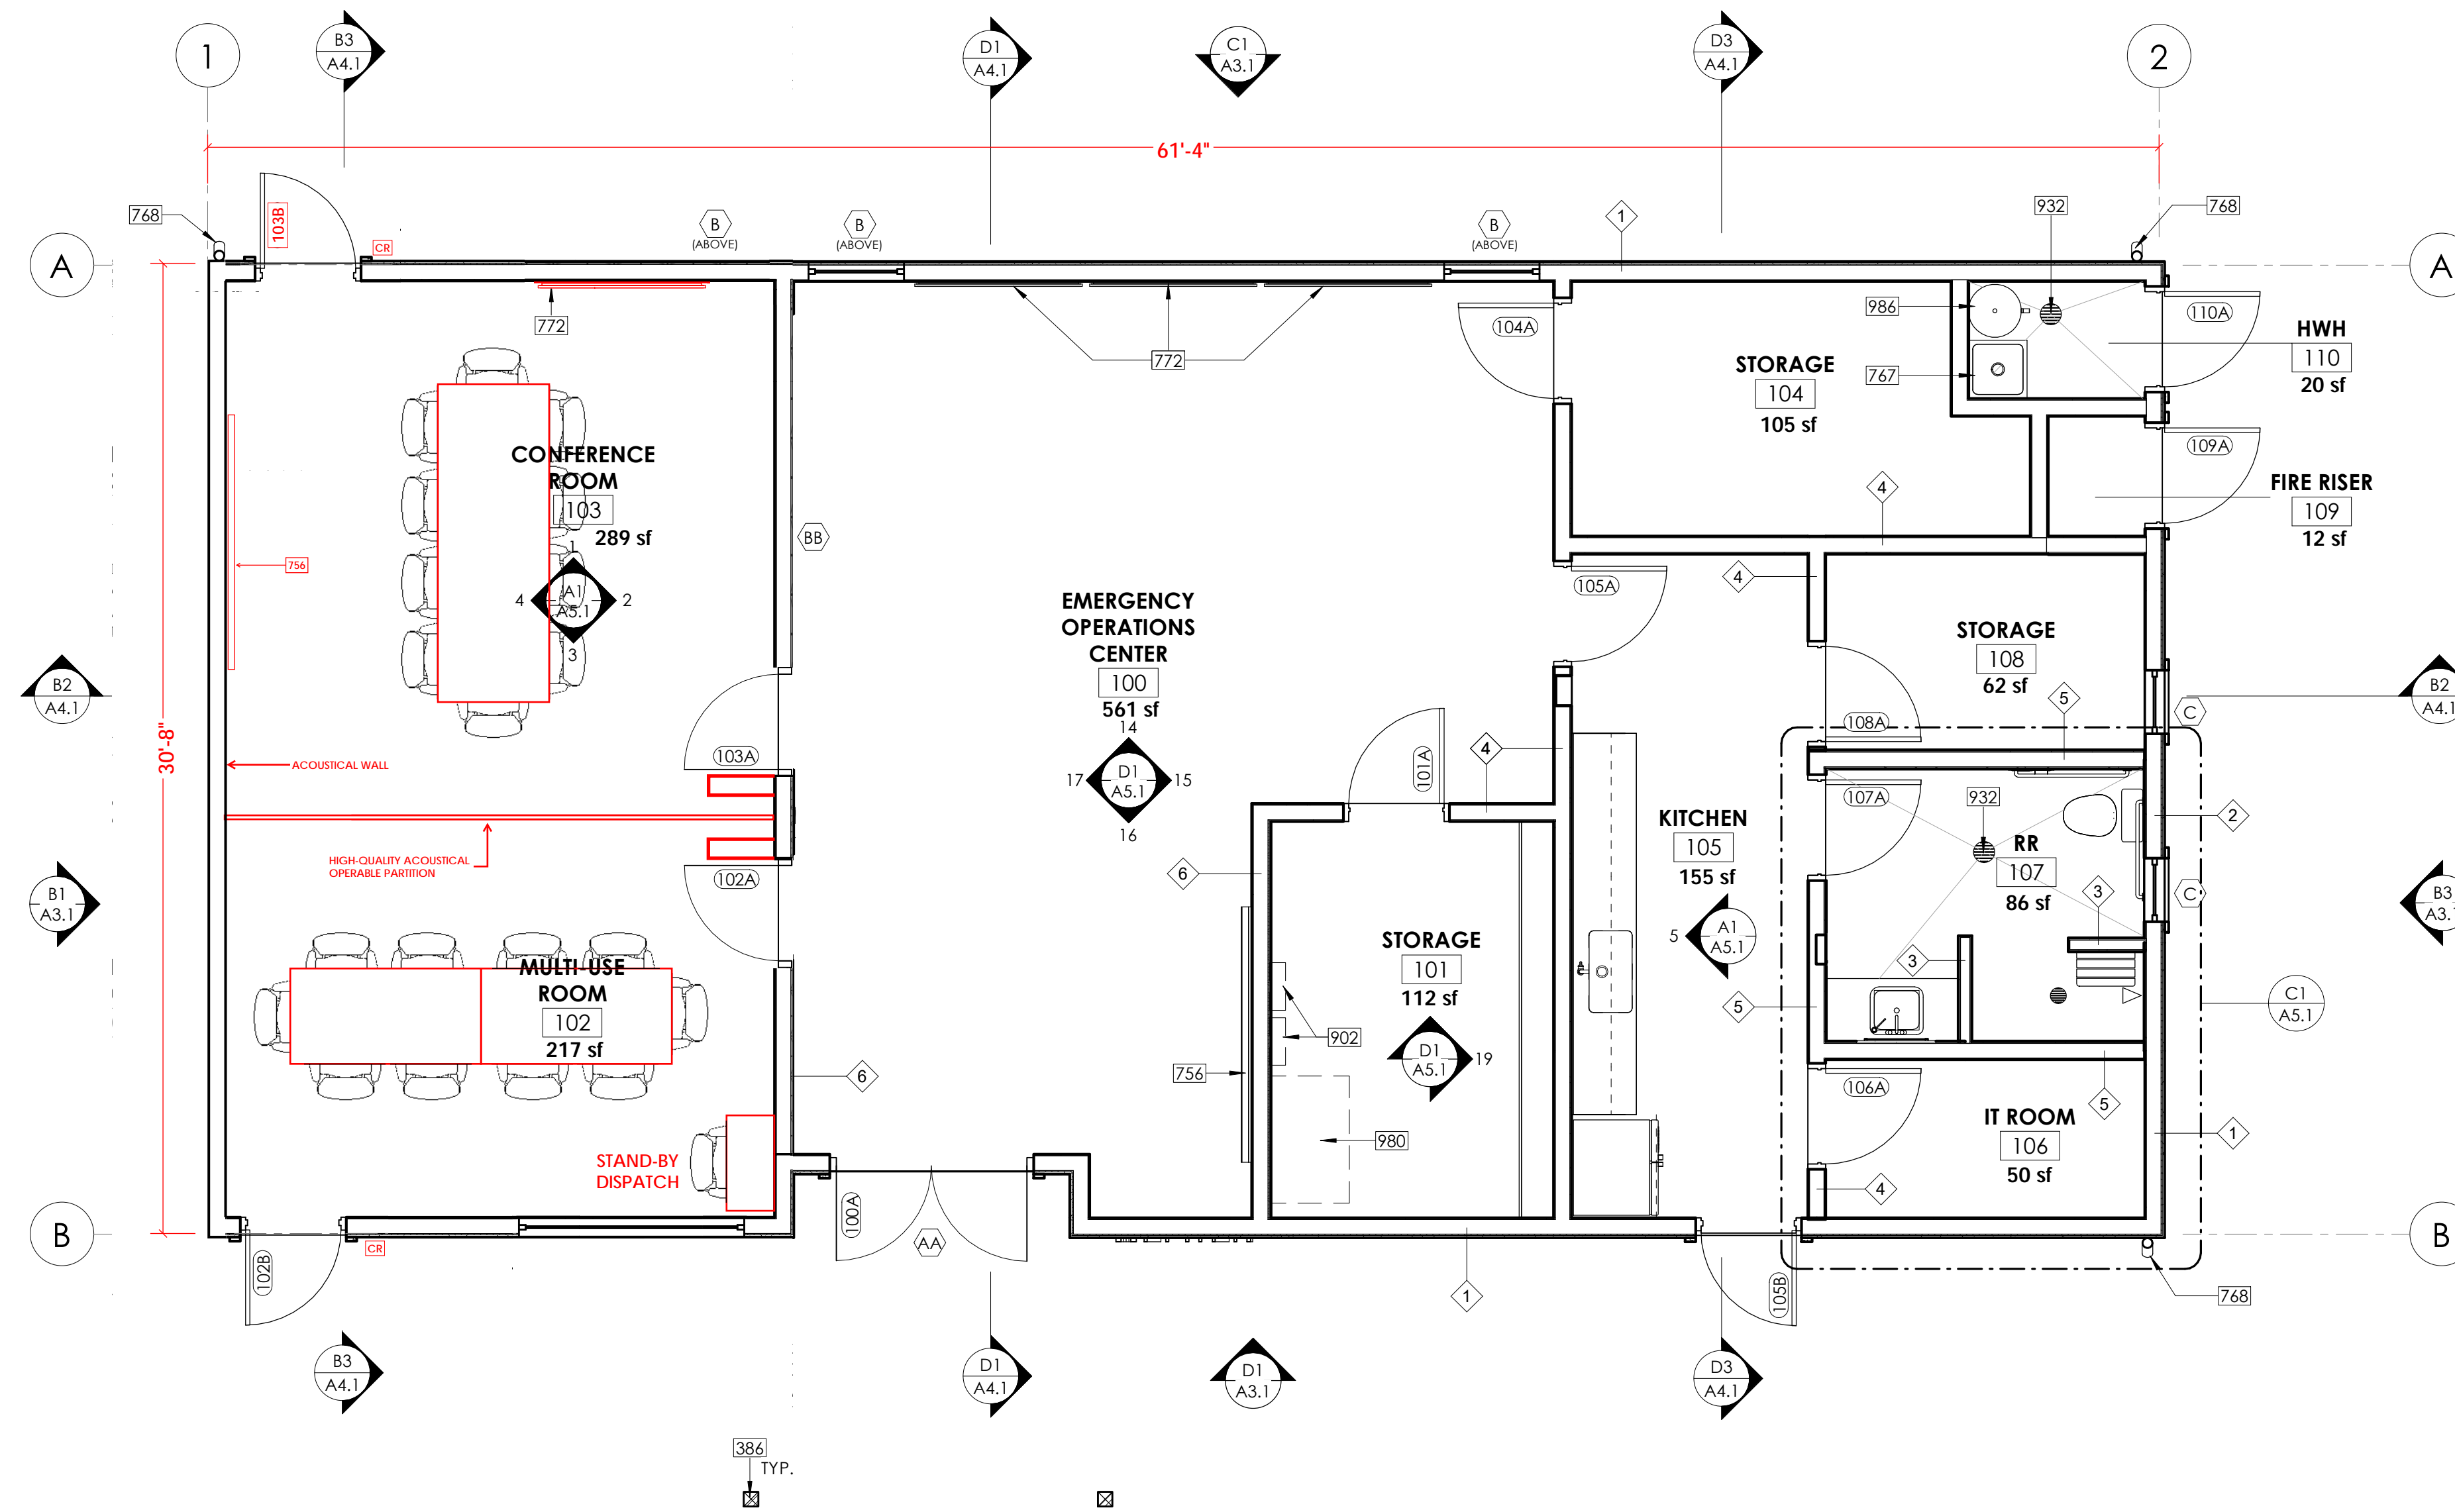 1
B3
A4.1
D1
A4.1
C1
A3.1
D3
A4.1
2
61'-4"
768
103B
CR
B
(ABOVE)
B
(ABOVE)
B
(ABOVE)
1
932
768
A
A
772
772
104A
986
767
STORAGE
104
105 sf
110A
HWH
110
20 sf
109A
FIRE RISER
109
12 sf
4
CONFERENCE
ROOM
103
289 sf
BB
756
1
4
A1
A5.1
2
3
EMERGENCY
OPERATIONS
CENTER
100
561 sf
105A
4
STORAGE
108
62 sf
5
108A
C
B2
A4.1
B2
A4.1
30'-8"
ACOUSTICAL WALL
103A
14
17
D1
A5.1
15
16
101A
4
KITCHEN
105
155 sf
107A
932
RR
107
86 sf
2
3
C
HIGH-QUALITY ACOUSTICAL
OPERABLE PARTITION
102A
6
B1
A3.1
B3
A3.
5
A1
A5.1
3
STORAGE
101
112 sf
MULTI-USE
ROOM
102
217 sf
902
D1
A5.1
19
5
C1
A5.1
6
756
106A
5
IT ROOM
106
50 sf
1
980
4
STAND-BY
DISPATCH
B
B
100A
AA
CR
102B
1
105B
768
B3
A4.1
D1
A4.1
D1
A3.1
D3
A4.1
386
TYP.